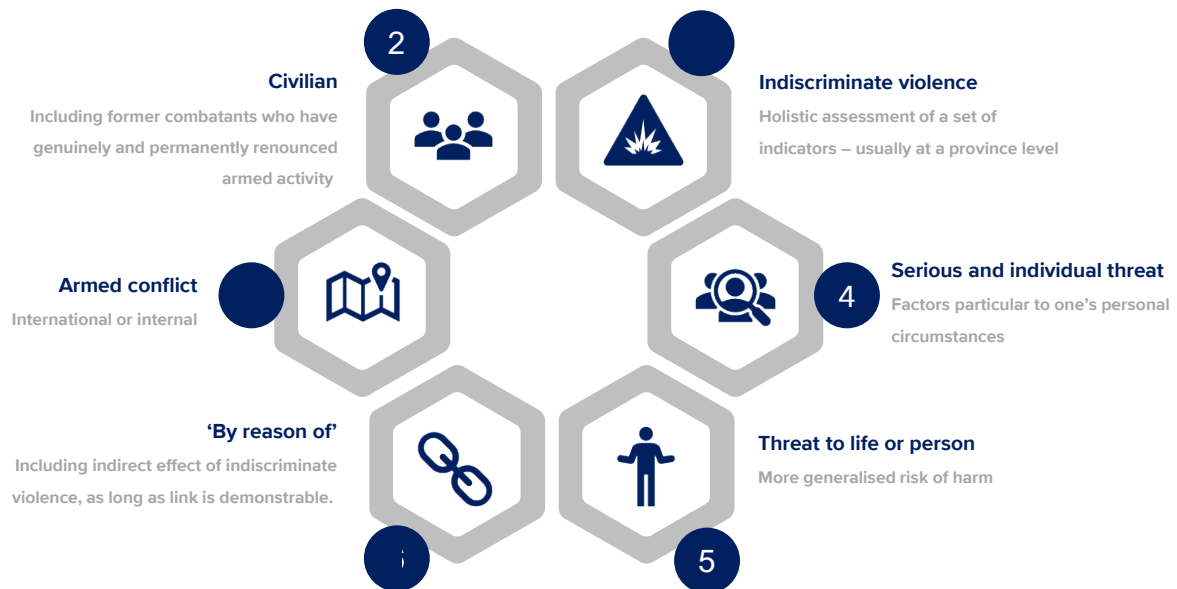 2
Civilian
Including former combatants who have
genuinely and permanently renounced
armed activity
Indiscriminate violence
Holistic assessment of a set of
indicators – usually at a province level
Armed conflict
International or internal
4
Serious and individual threat
Factors particular to one’s personal
circumstances
‘By reason of’
Including indirect effect of indiscriminate
violence, as long as link is demonstrable.
Threat to life or person
More generalised risk of harm
5